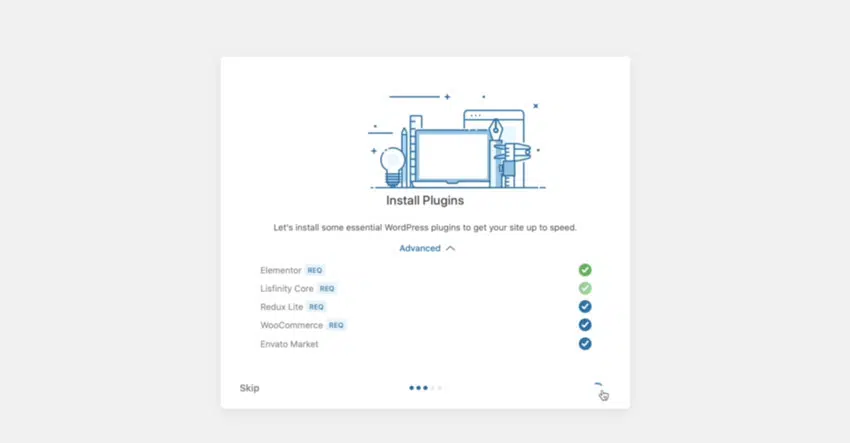 Install Plugins
Let's install some essential WordPress plugins to get your site up to speed.
Advanced
Elementor REQ
Lisfinity Core REQ
Redux Lite REQ
WooCommerce REQ
Envato Market
Skip